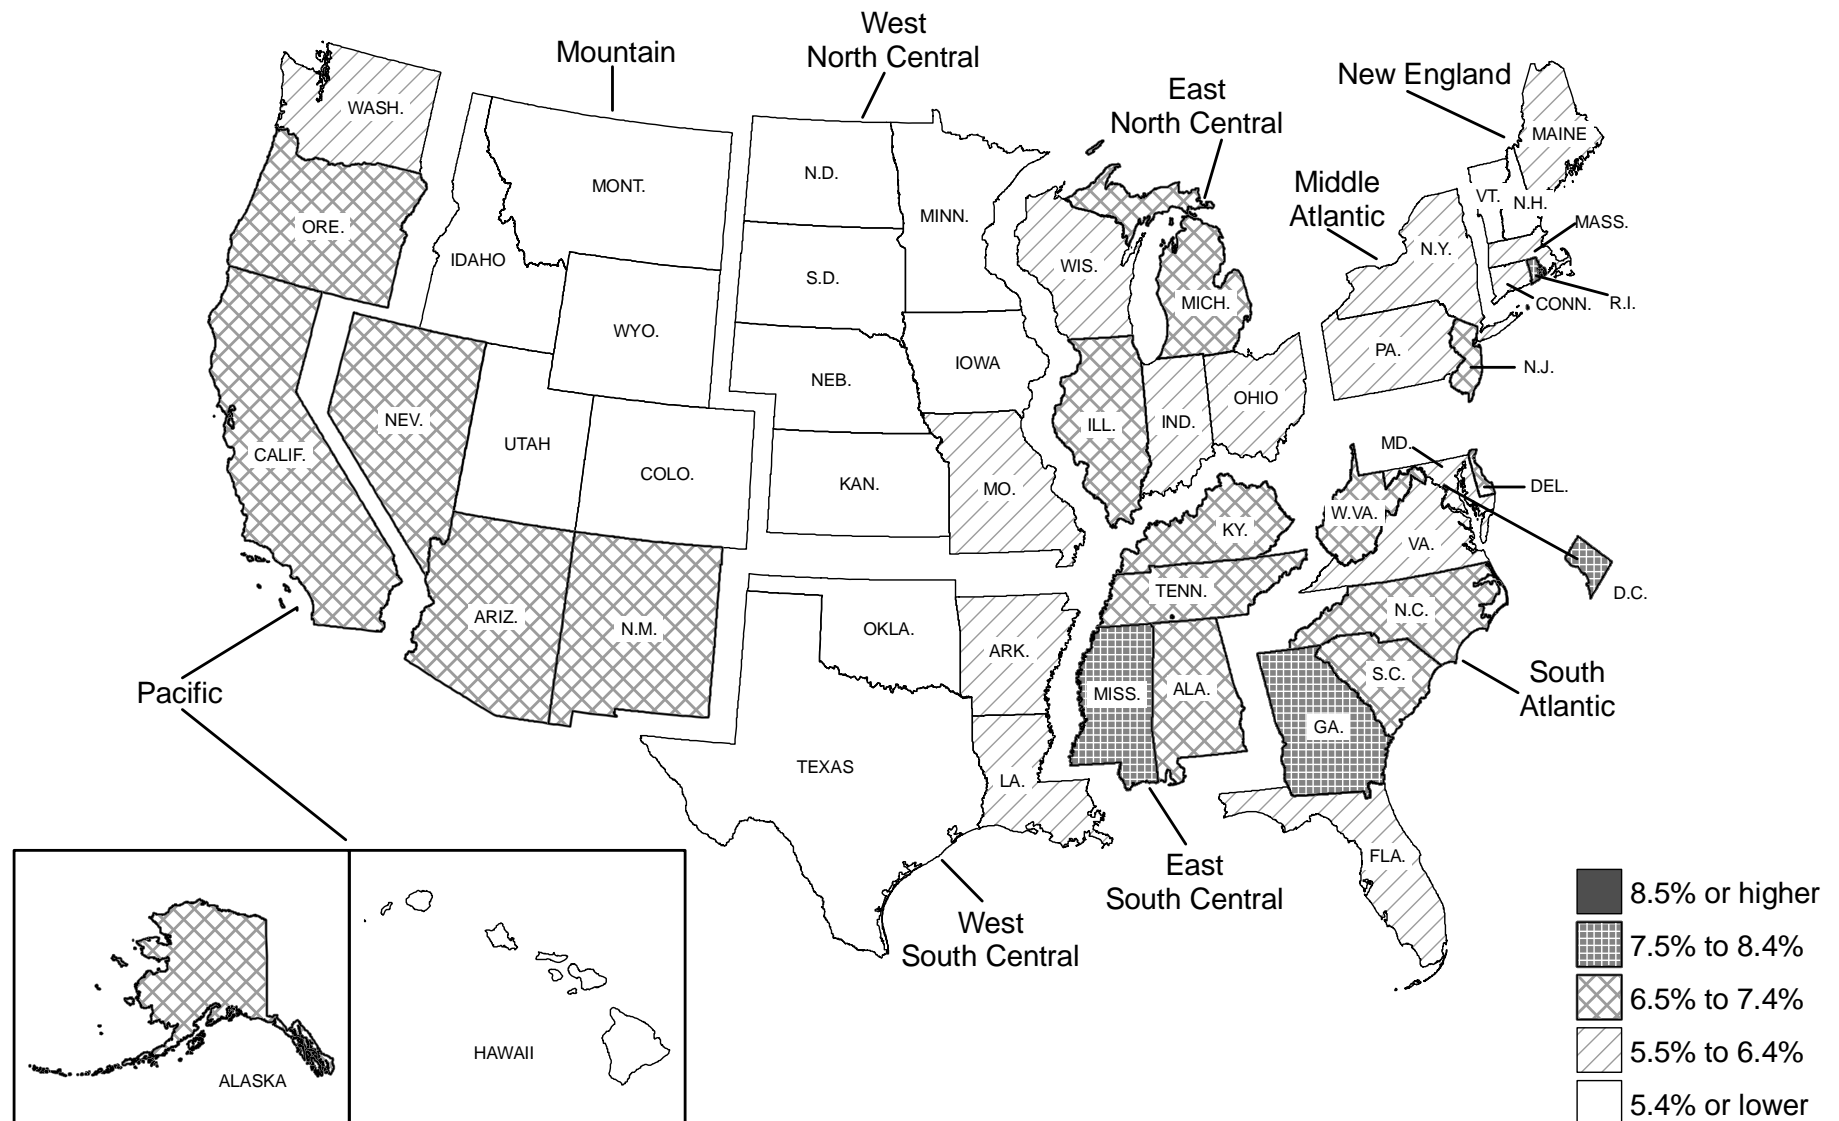 West
North Central
Mountain
New England
East
North Central
WASH.
MAINE
MONT.
N.D.
Middle
Atlantic
VT.
N.H.
MINN.
MASS.
ORE.
N.Y.
IDAHO
S.D.
WIS.
MICH.
CONN.
R.I.
WYO.
PA.
IOWA
N.J.
NEB.
OHIO
NEV.
ILL.
IND.
UTAH
MD.
CALIF.
COLO.
KAN.
MO.
DEL.
W.VA.
KY.
VA.
TENN.
D.C.
N.C.
ARIZ.
N.M.
OKLA.
ARK.
S.C.
South
Atlantic
Pacific
MISS.
ALA.
GA.
TEXAS
LA.
FLA.
East
South Central
West
South Central
HAWAII
ALASKA
8.5% or higher
7.5% to 8.4%
6.5% to 7.4%
5.5% to 6.4%
5.4% or lower